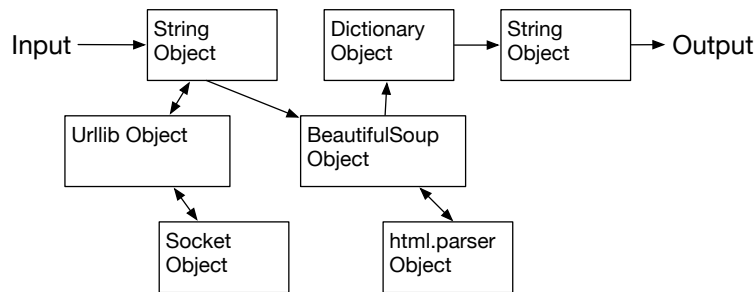 Input
String
Object
Dictionary
Object
String
Object
Output
Urllib Object
BeautifulSoup
Object
Socket
Object
html.parser
Object